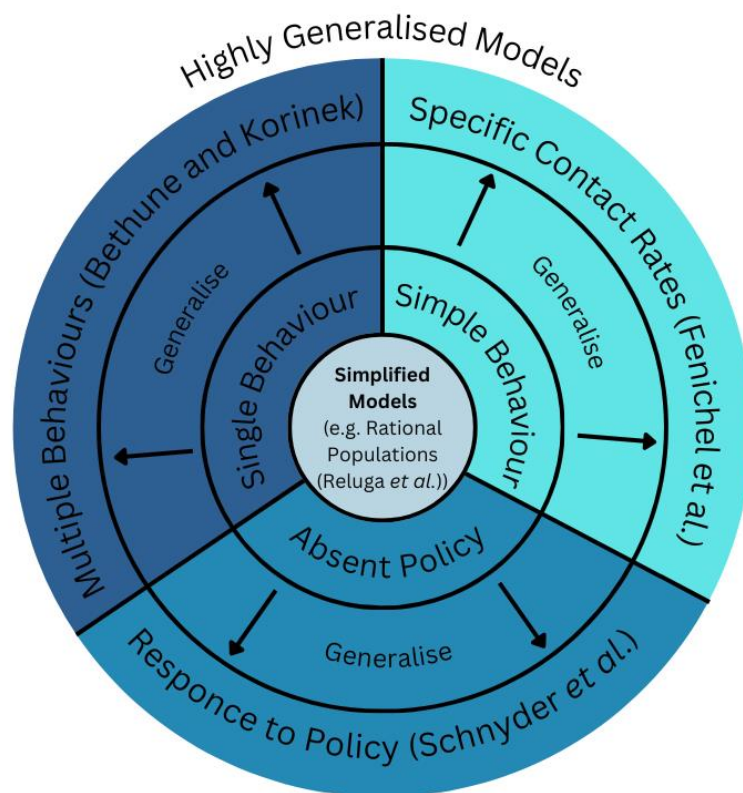 Highly Generalised Models
Multiple Behaviours (Bethune and Korinek)
Specific Contact Rates (Fenichel et al.)
Generalise
Generalise
Single Behaviour
Simple Behaviour
Simplified
Models
(e.g. Rational
Populations
(Reluga et al.))
Absent Policy
Generalise
Responce to Policy (Schnyder et al.)